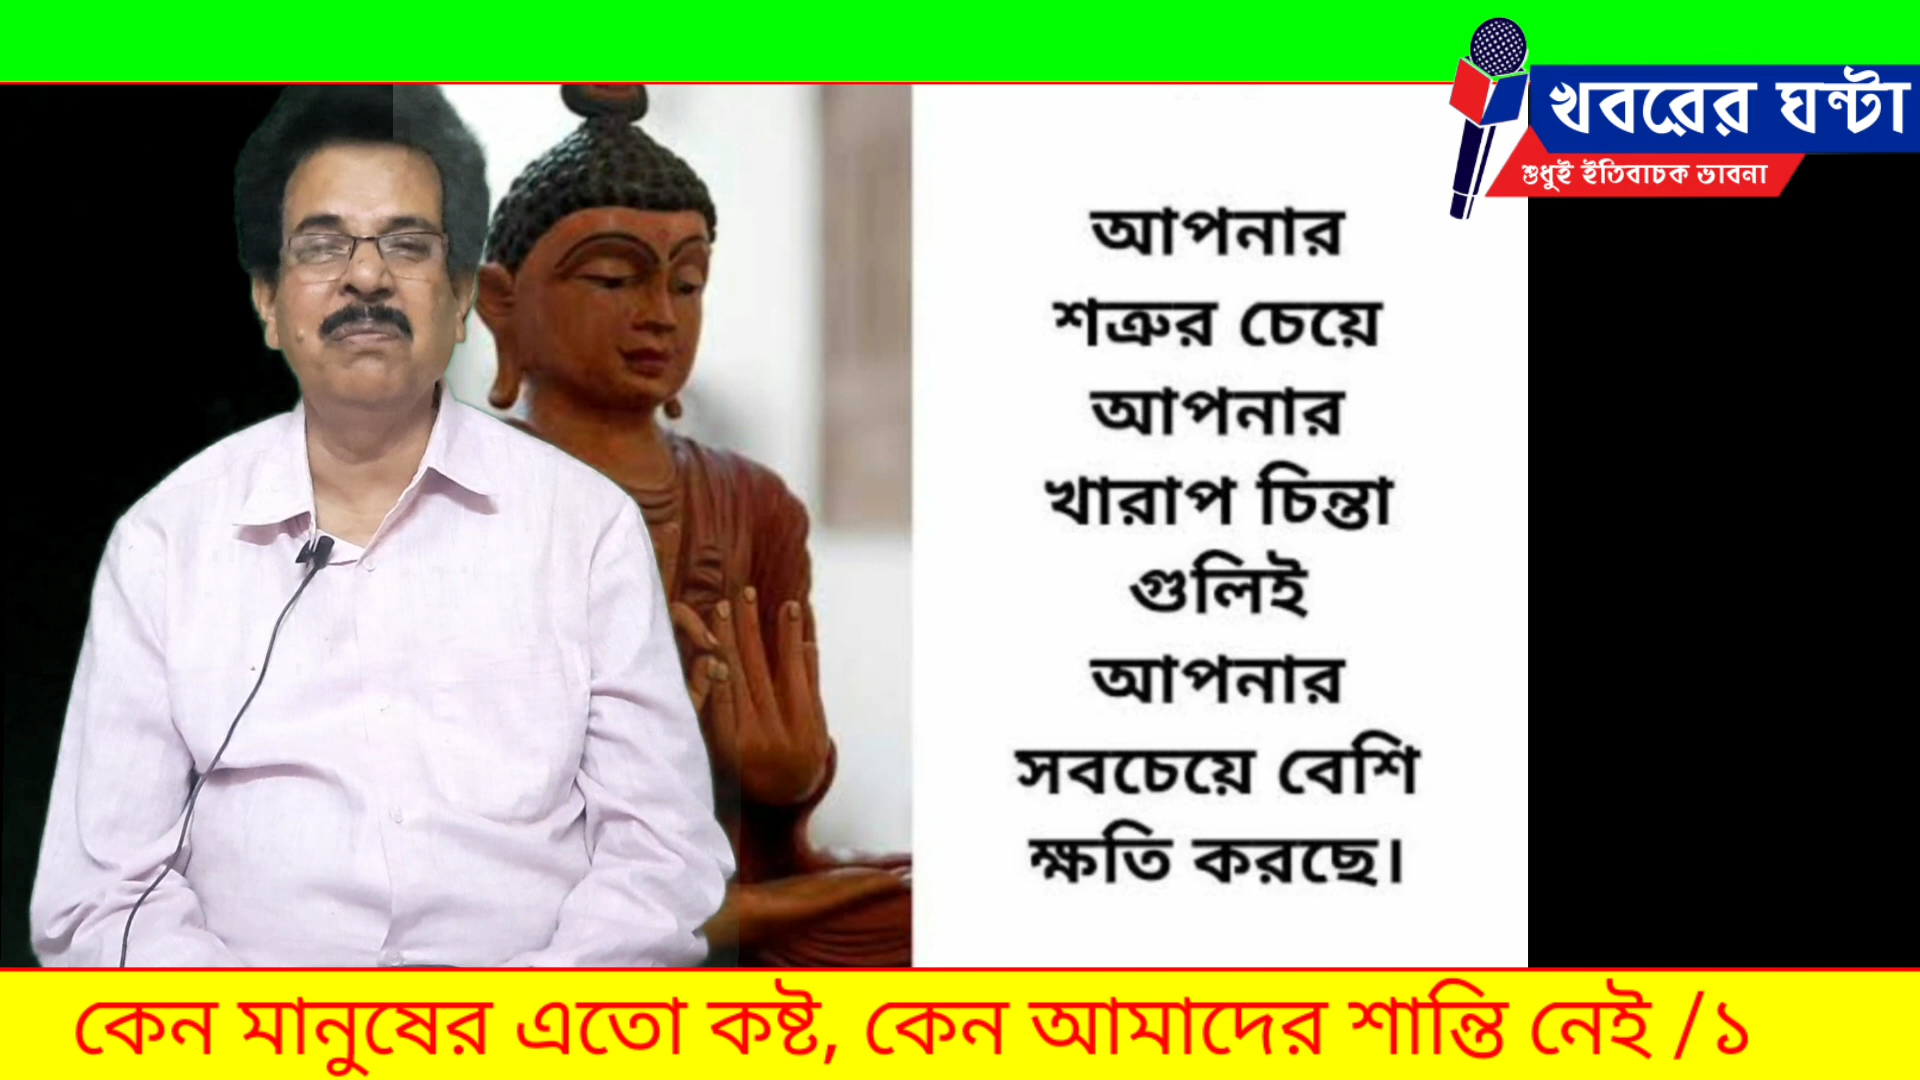 খবরের ঘন্টা
শুধুই ইতিবাচক ভাবনা
আপনার
শত্রুর চেয়ে
আপনার
খারাপ চিন্তা
গুলিই
আপনার
সবচেয়ে বেশি
ক্ষতি করছে।
কেন মানুষের এতো কষ্ট, কেন আমাদের শান্তি নেই /১